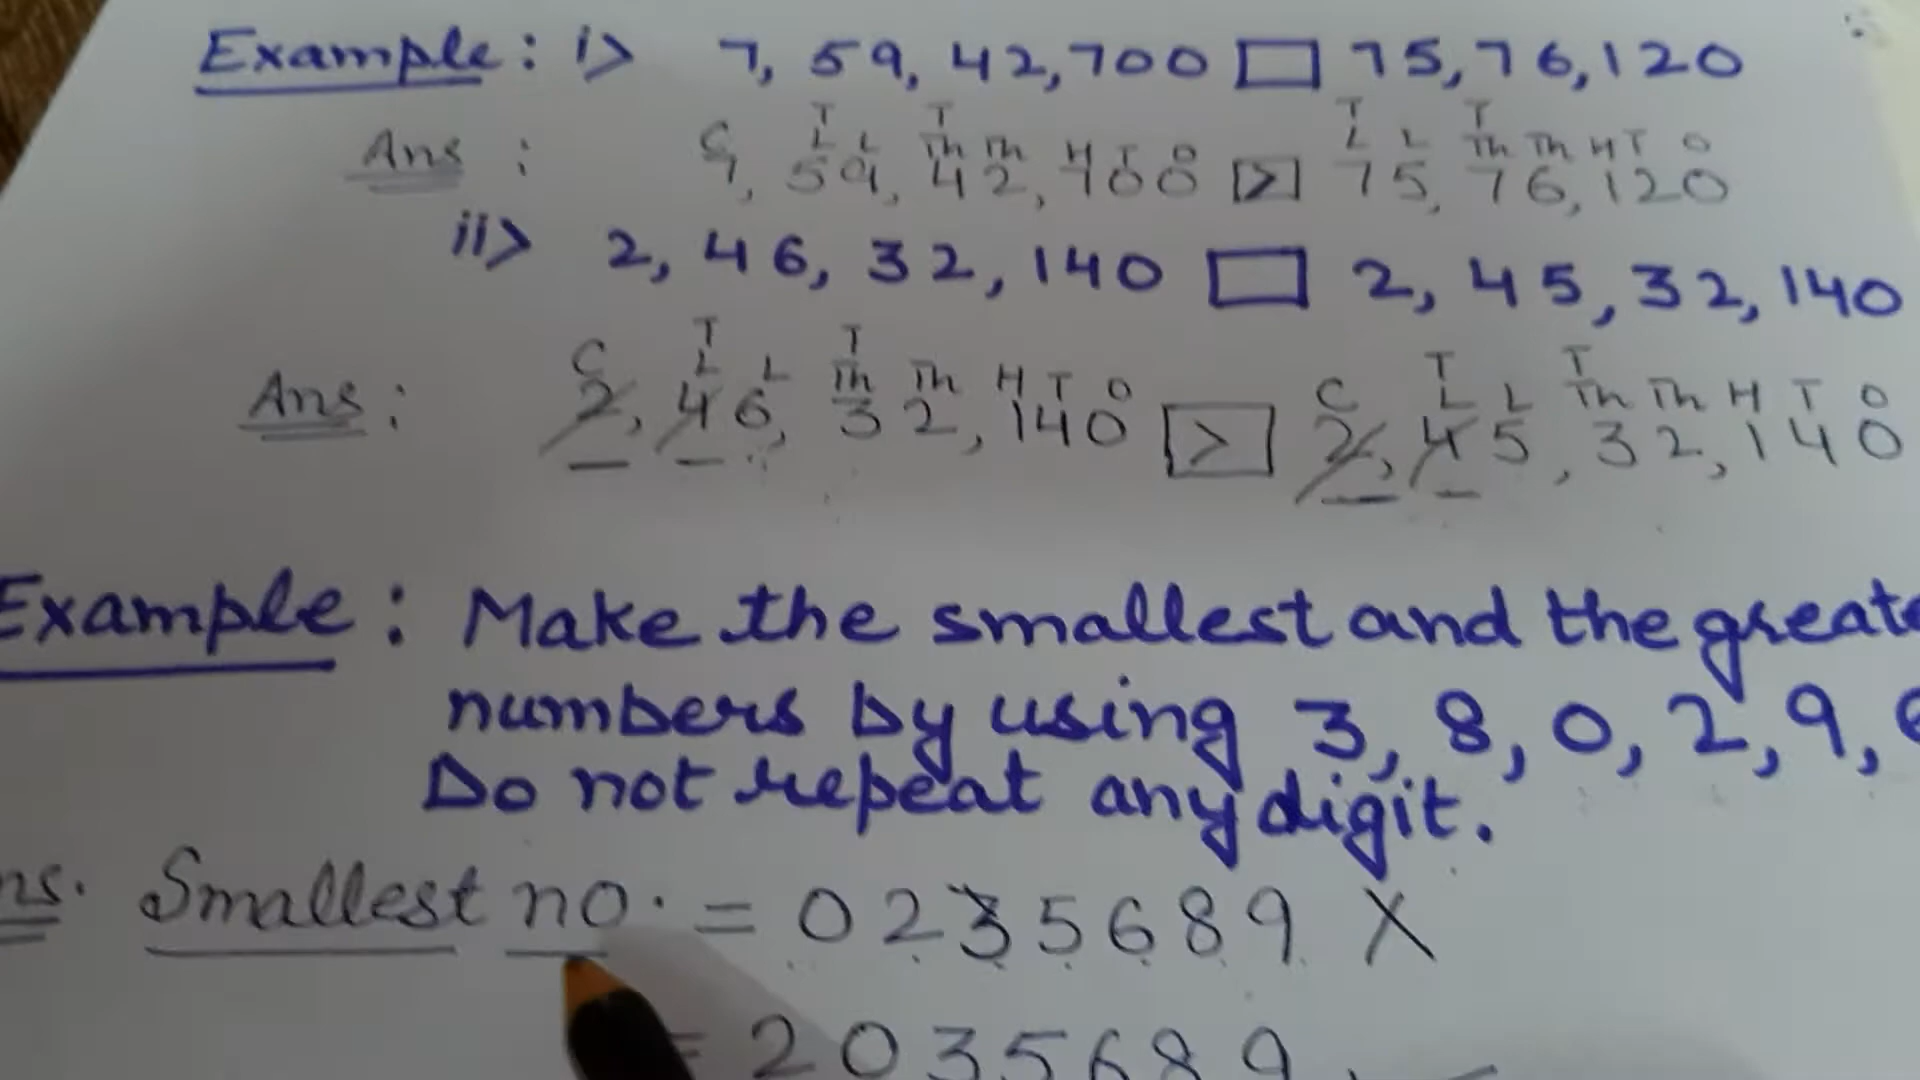 Example: i> 7, 59, 42,700 □ 75,76,120
C T L L T Th Th H T O T L L T Th Th H T O
Ans : 7, 59, 42, 700 > 75, 76,120
ii> 2, 46, 32, 140 □ 2, 45, 32, 140
C T L L T Th Th H T O C T L L T Th Th H T O
Ans: 2, 46, 32, 140 > 2, 45, 32, 140
Example: Make the smallest and the greate
numbers by using 3, 8, 0, 2, 9,
Do not repeat any digit.
ns. Smallest no. = 0235689 X
= 2035689